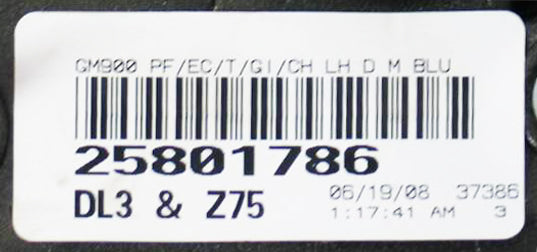 GM900 PF/EC/T/GI/CH LH D M BLU
25801786
DL3 & Z75 06/19/08 37386
1:17:41 AM 3